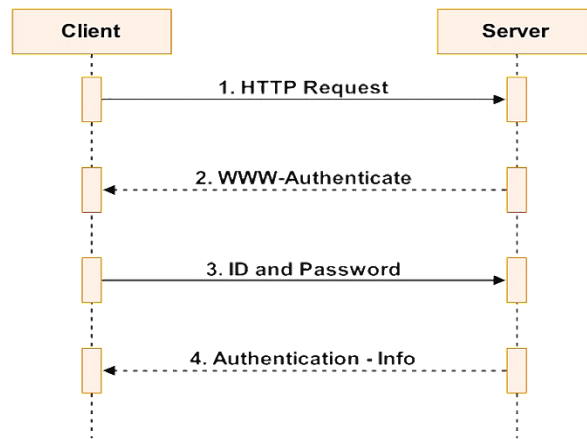 Client
Server
1. HTTP Request
2. WWW-Authenticate
3. ID and Password
4. Authentication - Info